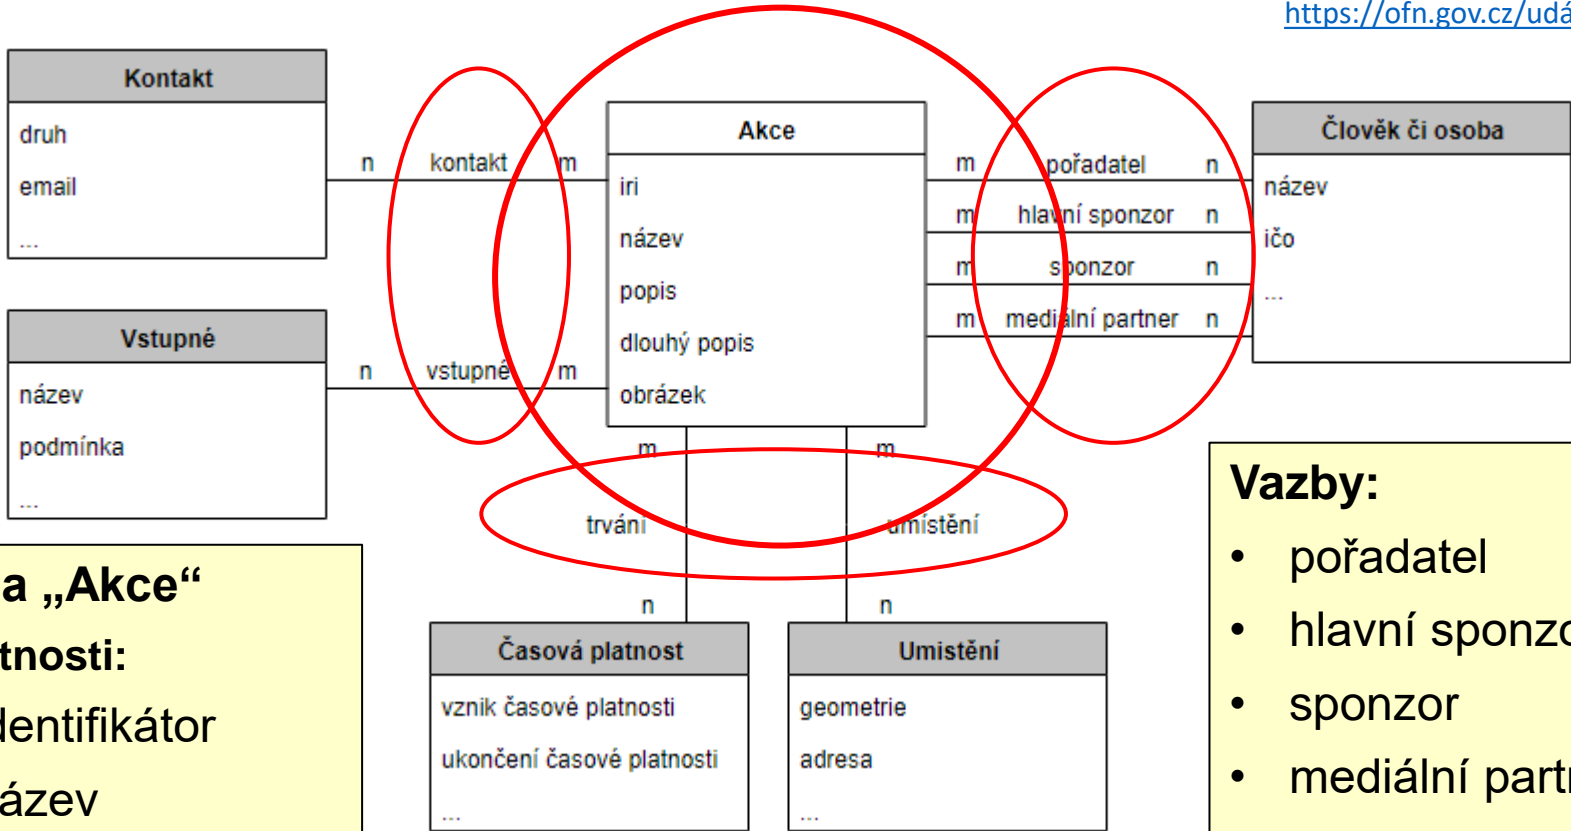 https://ofn.gov.cz/udá
Kontakt
druh
email
...
n kontakt m
Vstupné
název
podmínka
...
n vstupné m
Akce
iri
název
popis
dlouhý popis
obrázek
m pořadatel n
m hlavní sponzor n
m sponzor n
m mediální partner n
Člověk či osoba
název
ičo
...
m m
trvání umístění
n n
Časová platnost
vznik časové platnosti
ukončení časové platnosti
...
Umistění
geometrie
adresa
...
a „Akce“
tnosti:
dentifikátor
ázev
Vazby:
• pořadatel
• hlavní sponzo
• sponzor
• mediální partn